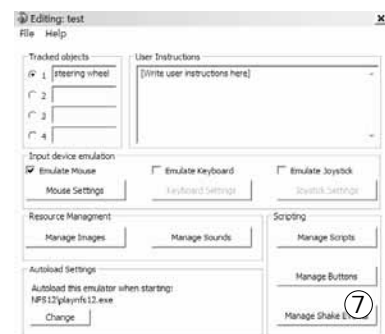 Editing: test
x
File Help
Tracked objects
User Instructions
1 steering wheel
[Write user instructions here]
2
3
4
Input device emulation
Emulate Mouse
Emulate Keyboard
Emulate Joystick
Mouse Settings
Keyboard Settings
Joystick Settings
Resource Managment
Scripting
Manage Images
Manage Sounds
Manage Scripts
Autoload Settings
Manage Buttons
Autoload this emulator when starting:
NFS12\playnfs12.exe
Change
Manage Shake
⑦